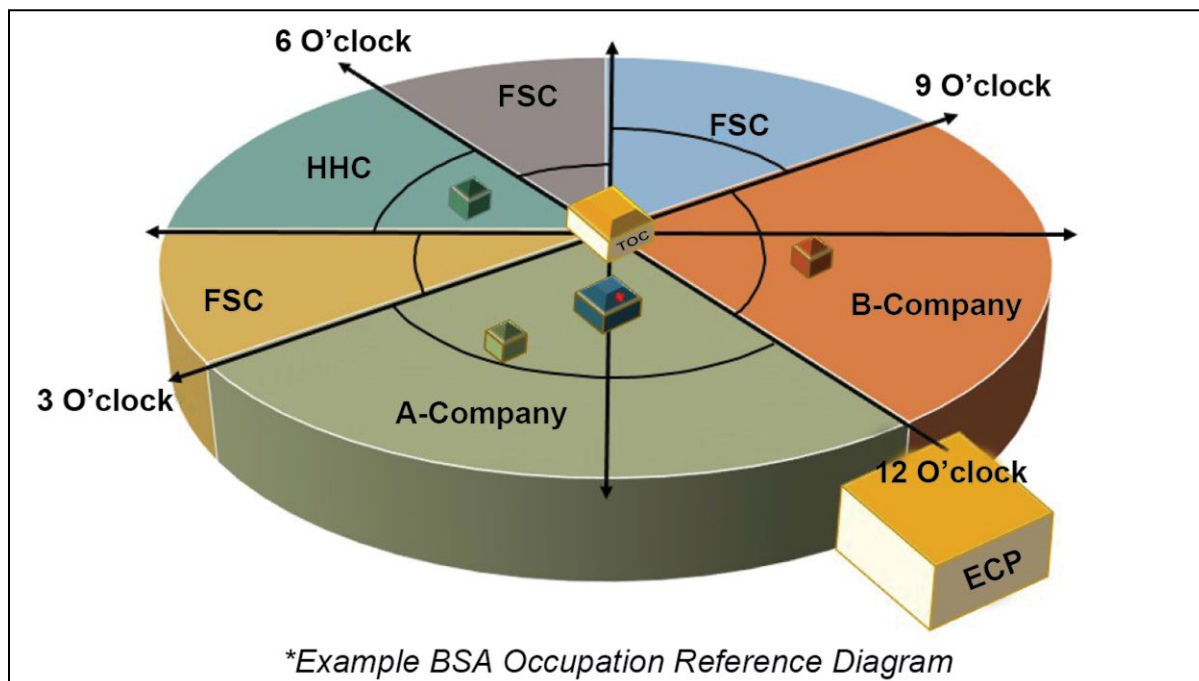 6 O'clock
FSC
9 O'clock
FSC
HHC
TOC
FSC
B-Company
3 O'clock
A-Company
12 O'clock
ECP
*Example BSA Occupation Reference Diagram